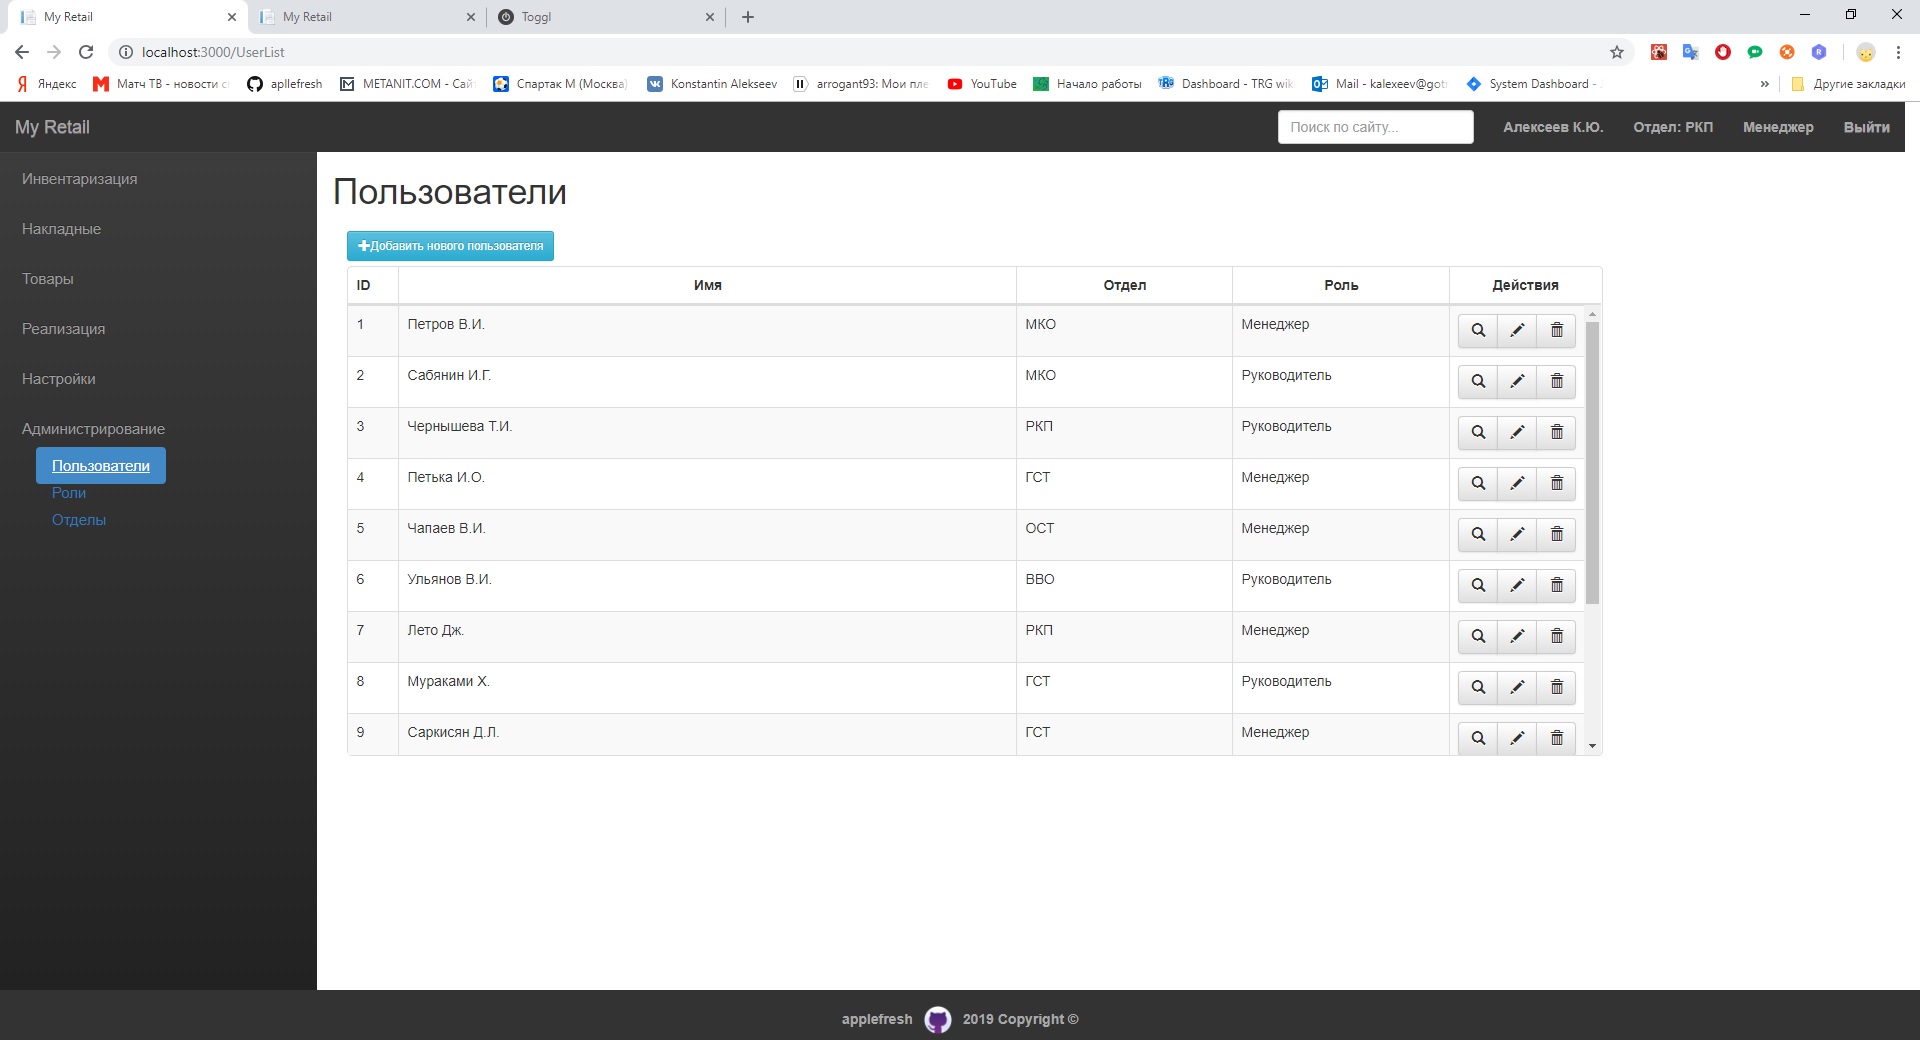 My Retail
My Retail
Toggl
localhost:3000/UserList
Яндекс
Матч ТВ - новости
apllefresh
METANIT.COM -
Спартак М (Москва)
Konstantin Alekseev
arrogant93: Мои
YouTube
Начало работы
Dashboard - TRG wik
Mail - kalexeev@got
System Dashboard -
»
Другие закладки
My Retail
Поиск по сайту...
Алексеев К.Ю.
Отдел: РКП
Менеджер
Выйти
Инвентаризация
Накладные
Товары
Реализация
Настройки
Администрирование
Пользователи
Роли
Отделы
Пользователи
+Добавить нового пользователя
ID Имя Отдел Роль Действия
1 Петров В.И. МКО Менеджер
2 Сабянин И.Г. МКО Руководитель
3 Чернышева Т.И. РКП Руководитель
4 Петька И.О. ГСТ Менеджер
5 Чапаев В.И. ОСТ Менеджер
6 Ульянов В.И. ВВО Руководитель
7 Лето Дж. РКП Менеджер
8 Мураками Х. ГСТ Руководитель
9 Саркисян Д.Л. ГСТ Менеджер
applefresh 2019 Copyright ©